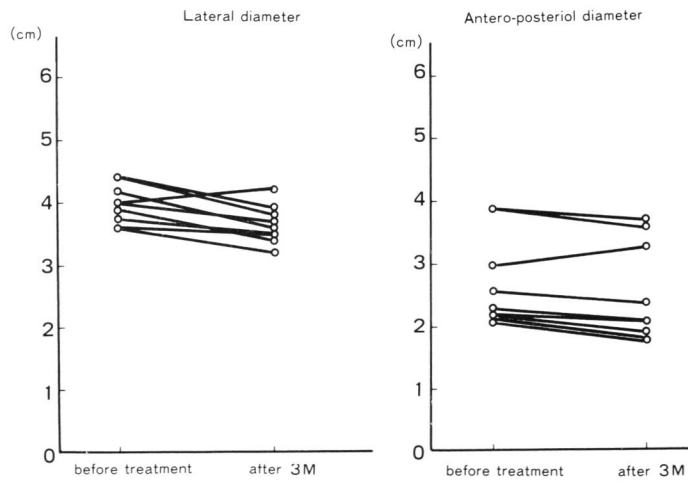 Lateral diameter
(cm)
6
5
4
3
2
1
0
before treatment after 3M
Antero-posteriol diameter
(cm)
6
5
4
3
2
1
0
before treatment after 3M